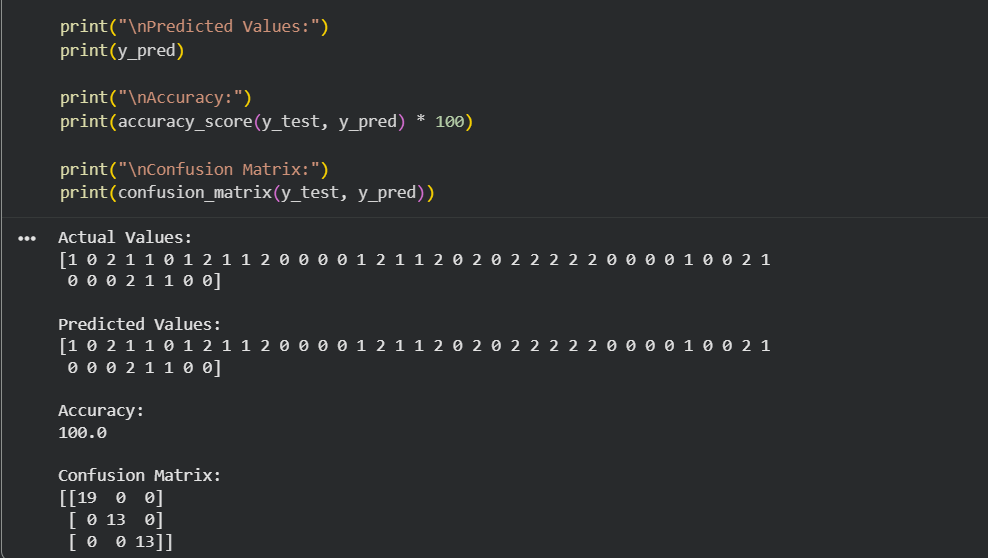 print("\nPredicted Values:")
print(y_pred)
print("\nAccuracy:")
print(accuracy_score(y_test, y_pred) * 100)
print("\nConfusion Matrix:")
print(confusion_matrix(y_test, y_pred))
Actual Values:
[1 0 2 1 1 0 1 2 1 1 2 0 0 0 0 1 2 1 1 2 0 2 0 2 2 2 2 2 0 0 0 0 1 0 0 2 1
0 0 0 2 1 1 0 0]
Predicted Values:
[1 0 2 1 1 0 1 2 1 1 2 0 0 0 0 1 2 1 1 2 0 2 0 2 2 2 2 2 0 0 0 0 1 0 0 2 1
0 0 0 2 1 1 0 0]
Accuracy:
100.0
Confusion Matrix:
[[19 0 0]
[ 0 13 0]
[ 0 0 13]]